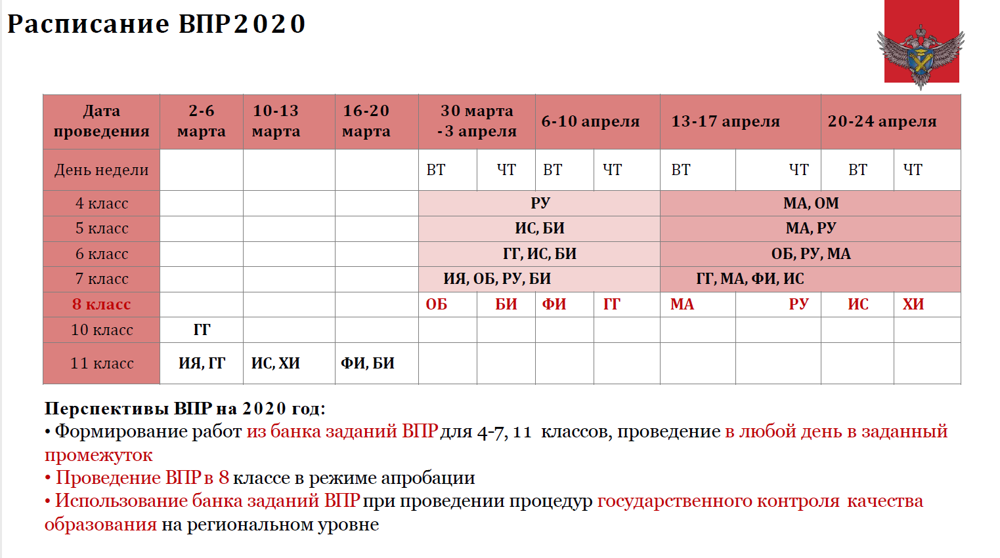 Расписание ВПР2020
Дата проведения 2-6 марта 10-13 марта 16-20 марта 30 марта -3 апреля 6-10 апреля 13-17 апреля 20-24 апреля
День недели ВТ ЧТ ВТ ЧТ ВТ ЧТ ВТ ЧТ
4 класс РУ МА, ОМ
5 класс ИС, БИ МА, РУ
6 класс ГГ, ИС, БИ ОБ, РУ, МА
7 класс ИЯ, ОБ, РУ, БИ ГГ, МА, ФИ, ИС
8 класс ОБ БИ ФИ ГГ МА РУ ИС ХИ
10 класс ГГ
11 класс ИЯ, ГГ ИС, ХИ ФИ, БИ
Перспективы ВПР на 2020 год:
• Формирование работ из банка заданий ВПР для 4-7, 11 классов, проведение в любой день в заданный
промежуток
• Проведение ВПР в 8 классе в режиме апробации
• Использование банка заданий ВПР при проведении процедур государственного контроля качества
образования на региональном уровне